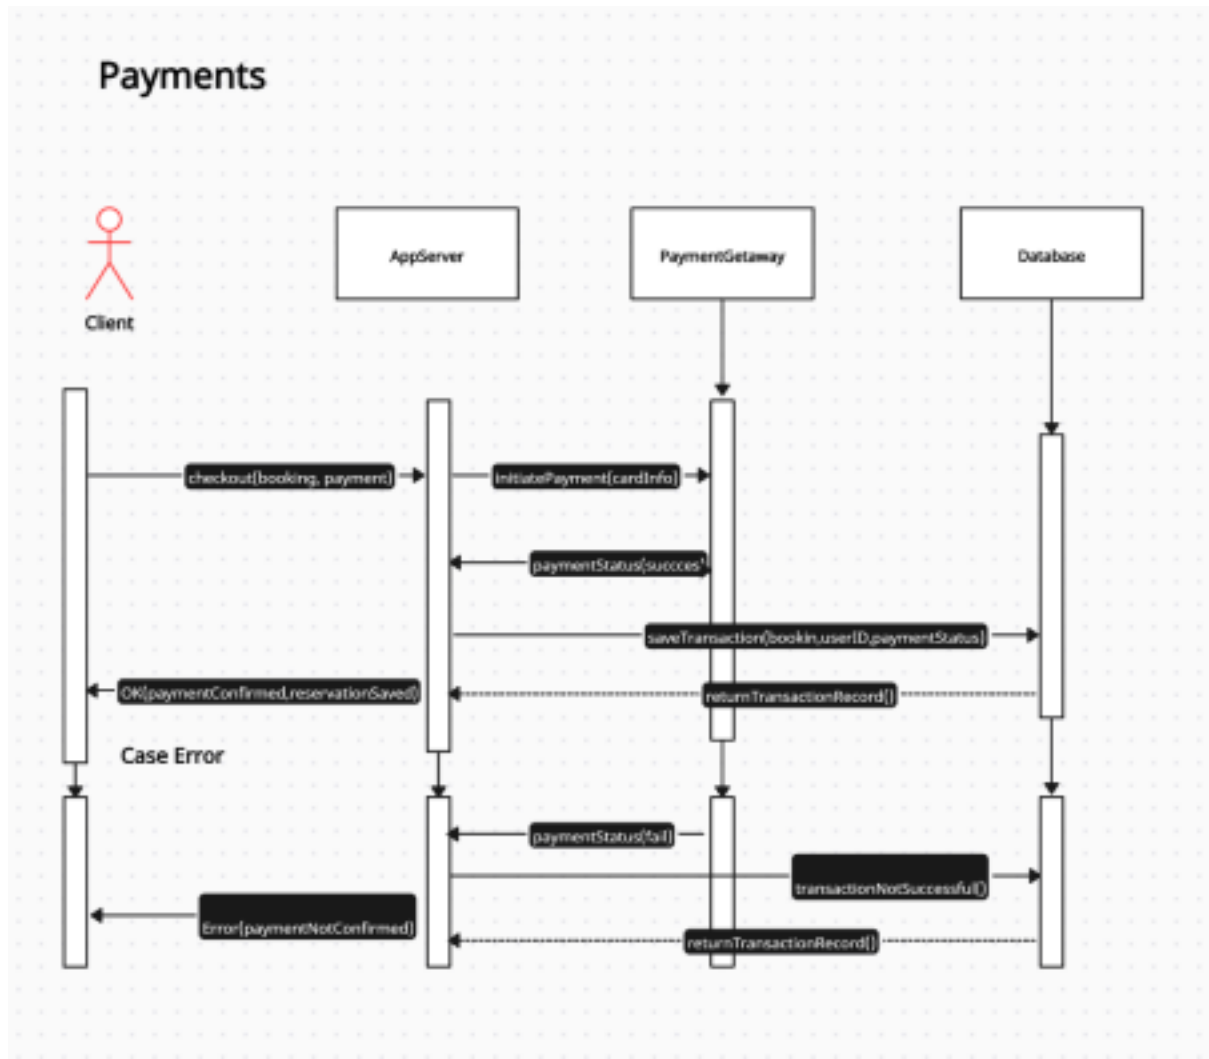 Payments
AppServer
PaymentGetaway
Database
Client
checkout(booking, payment)
initiatePayment(cardInfo)
paymentStatus(succces
saveTransaction(bookin,userID,paymentStatus)
OK(paymentConfirmed,reservationSaved)
returnTransactionRecord()
Case Error
paymentStatus(fail)
transactionNotSuccessful()
Error(paymentNotConfirmed)
returnTransactionRecord()